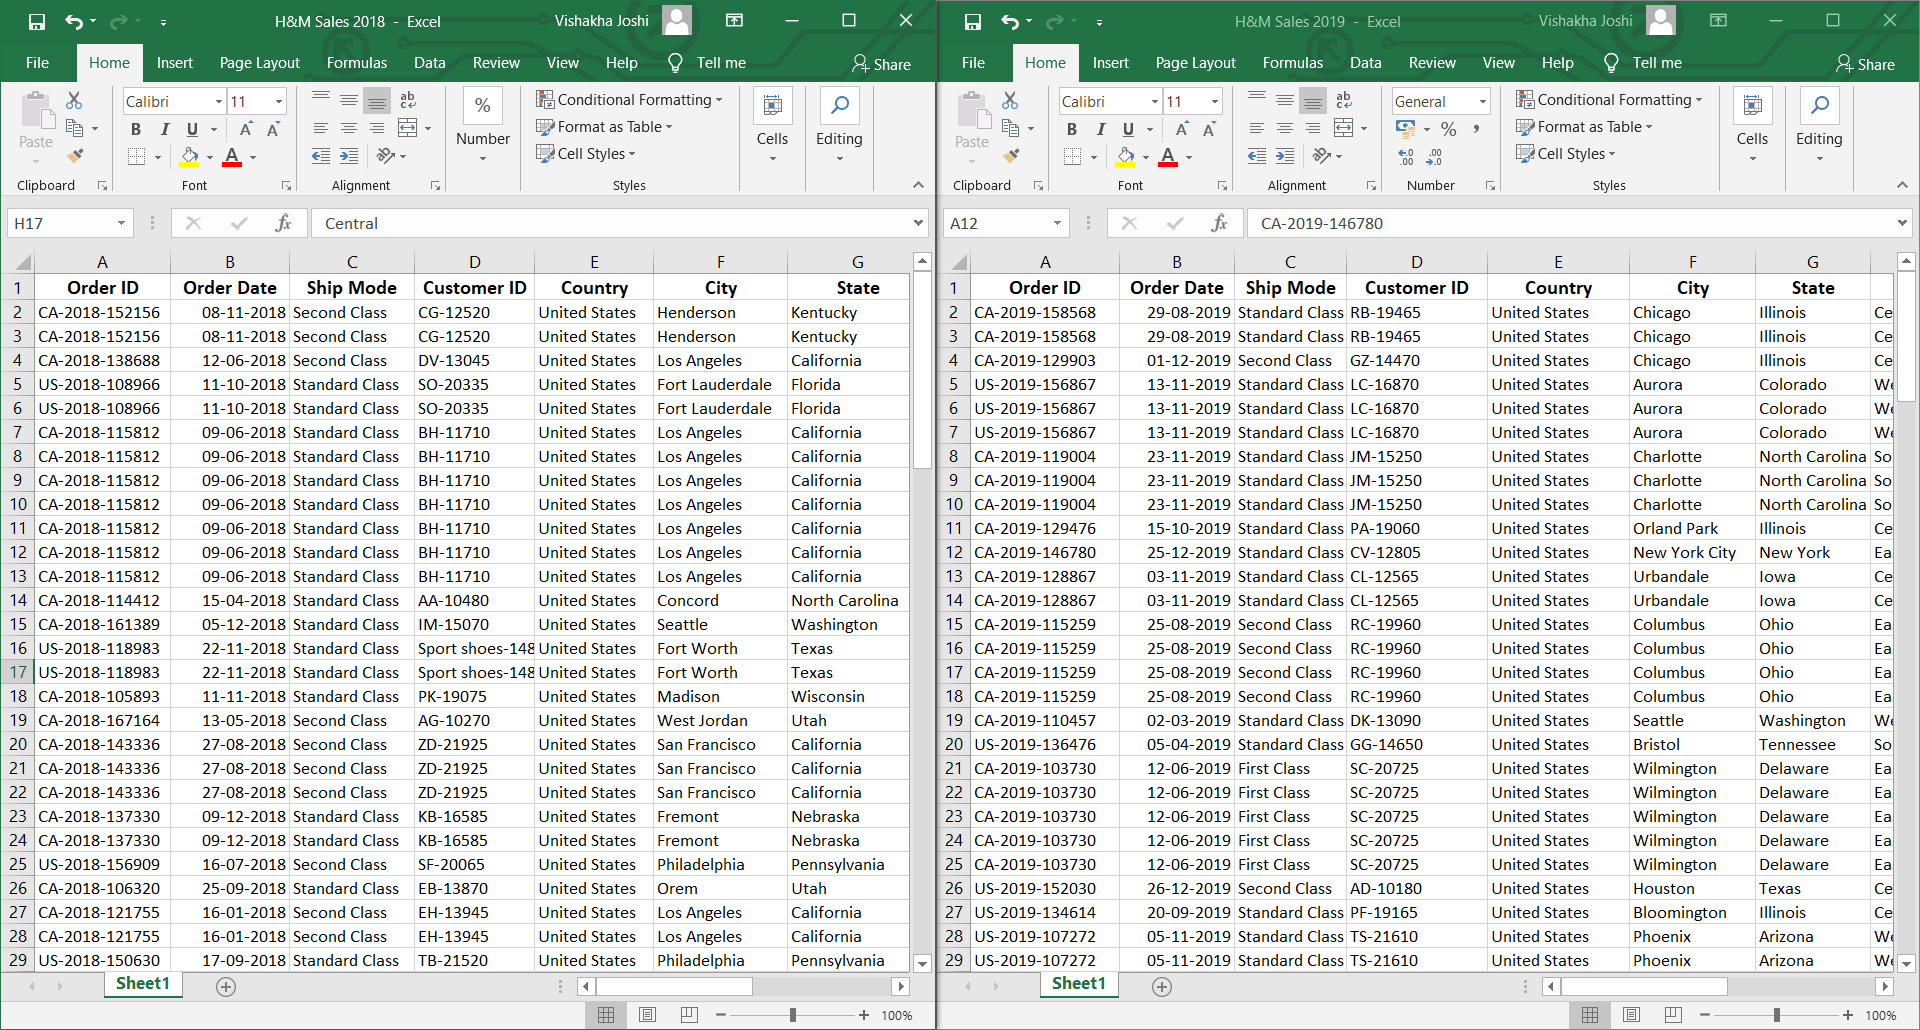 H&M Sales 2018 - Excel
Vishakha Joshi
File Home Insert Page Layout Formulas Data Review View Help Tell me Share
Paste
Calibri 11
B I U
A A
A
ab
%
Number
Conditional Formatting
Format as Table
Cell Styles
Cells
Editing
Clipboard Font Alignment Styles
H17 fx Central
A B C D E F G
1 Order ID Order Date Ship Mode Customer ID Country City State
2 CA-2018-152156 08-11-2018 Second Class CG-12520 United States Henderson Kentucky
3 CA-2018-152156 08-11-2018 Second Class CG-12520 United States Henderson Kentucky
4 CA-2018-138688 12-06-2018 Second Class DV-13045 United States Los Angeles California
5 US-2018-108966 11-10-2018 Standard Class SO-20335 United States Fort Lauderdale Florida
6 US-2018-108966 11-10-2018 Standard Class SO-20335 United States Fort Lauderdale Florida
7 CA-2018-115812 09-06-2018 Standard Class BH-11710 United States Los Angeles California
8 CA-2018-115812 09-06-2018 Standard Class BH-11710 United States Los Angeles California
9 CA-2018-115812 09-06-2018 Standard Class BH-11710 United States Los Angeles California
10 CA-2018-115812 09-06-2018 Standard Class BH-11710 United States Los Angeles California
11 CA-2018-115812 09-06-2018 Standard Class BH-11710 United States Los Angeles California
12 CA-2018-115812 09-06-2018 Standard Class BH-11710 United States Los Angeles California
13 CA-2018-115812 09-06-2018 Standard Class BH-11710 United States Los Angeles California
14 CA-2018-114412 15-04-2018 Standard Class AA-10480 United States Concord North Carolina
15 CA-2018-161389 05-12-2018 Standard Class IM-15070 United States Seattle Washington
16 US-2018-118983 22-11-2018 Standard Class Sport shoes-148 United States Fort Worth Texas
17 US-2018-118983 22-11-2018 Standard Class Sport shoes-148 United States Fort Worth Texas
18 CA-2018-105893 11-11-2018 Standard Class PK-19075 United States Madison Wisconsin
19 CA-2018-167164 13-05-2018 Second Class AG-10270 United States West Jordan Utah
20 CA-2018-143336 27-08-2018 Second Class ZD-21925 United States San Francisco California
21 CA-2018-143336 27-08-2018 Second Class ZD-21925 United States San Francisco California
22 CA-2018-143336 27-08-2018 Second Class ZD-21925 United States San Francisco California
23 CA-2018-137330 09-12-2018 Standard Class KB-16585 United States Fremont Nebraska
24 CA-2018-137330 09-12-2018 Standard Class KB-16585 United States Fremont Nebraska
25 US-2018-156909 16-07-2018 Second Class SF-20065 United States Philadelphia Pennsylvania
26 CA-2018-106320 25-09-2018 Standard Class EB-13870 United States Orem Utah
27 CA-2018-121755 16-01-2018 Second Class EH-13945 United States Los Angeles California
28 CA-2018-121755 16-01-2018 Second Class EH-13945 United States Los Angeles California
29 US-2018-150630 17-09-2018 Standard Class TB-21520 United States Philadelphia Pennsylvania
Sheet1
100%
H&M Sales 2019 - Excel
Vishakha Joshi
File Home Insert Page Layout Formulas Data Review View Help Tell me Share
Paste
Calibri 11
B I U
A A
A
ab
General
% ,
.00
.00
Conditional Formatting
Format as Table
Cell Styles
Cells
Editing
Clipboard Font Alignment Number Styles
A12 fx CA-2019-146780
A B C D E F G
1 Order ID Order Date Ship Mode Customer ID Country City State
2 CA-2019-158568 29-08-2019 Standard Class RB-19465 United States Chicago Illinois Ce
3 CA-2019-158568 29-08-2019 Standard Class RB-19465 United States Chicago Illinois Ce
4 CA-2019-129903 01-12-2019 Second Class GZ-14470 United States Chicago Illinois Ce
5 US-2019-156867 13-11-2019 Standard Class LC-16870 United States Aurora Colorado We
6 US-2019-156867 13-11-2019 Standard Class LC-16870 United States Aurora Colorado We
7 US-2019-156867 13-11-2019 Standard Class LC-16870 United States Aurora Colorado We
8 CA-2019-119004 23-11-2019 Standard Class JM-15250 United States Charlotte North Carolina So
9 CA-2019-119004 23-11-2019 Standard Class JM-15250 United States Charlotte North Carolina So
10 CA-2019-119004 23-11-2019 Standard Class JM-15250 United States Charlotte North Carolina So
11 CA-2019-129476 15-10-2019 Standard Class PA-19060 United States Orland Park Illinois Ce
12 CA-2019-146780 25-12-2019 Standard Class CV-12805 United States New York City New York Ea
13 CA-2019-128867 03-11-2019 Standard Class CL-12565 United States Urbandale Iowa Ce
14 CA-2019-128867 03-11-2019 Standard Class CL-12565 United States Urbandale Iowa Ce
15 CA-2019-115259 25-08-2019 Second Class RC-19960 United States Columbus Ohio Ea
16 CA-2019-115259 25-08-2019 Second Class RC-19960 United States Columbus Ohio Ea
17 CA-2019-115259 25-08-2019 Second Class RC-19960 United States Columbus Ohio Ea
18 CA-2019-115259 25-08-2019 Second Class RC-19960 United States Columbus Ohio Ea
19 CA-2019-110457 02-03-2019 Standard Class DK-13090 United States Seattle Washington We
20 US-2019-136476 05-04-2019 Standard Class GG-14650 United States Bristol Tennessee So
21 CA-2019-103730 12-06-2019 First Class SC-20725 United States Wilmington Delaware Ea
22 CA-2019-103730 12-06-2019 First Class SC-20725 United States Wilmington Delaware Ea
23 CA-2019-103730 12-06-2019 First Class SC-20725 United States Wilmington Delaware Ea
24 CA-2019-103730 12-06-2019 First Class SC-20725 United States Wilmington Delaware Ea
25 CA-2019-103730 12-06-2019 First Class SC-20725 United States Wilmington Delaware Ea
26 US-2019-152030 26-12-2019 Second Class AD-10180 United States Houston Texas Ce
27 US-2019-134614 20-09-2019 Standard Class PF-19165 United States Bloomington Illinois Ce
28 US-2019-107272 05-11-2019 Standard Class TS-21610 United States Phoenix Arizona We
29 US-2019-107272 05-11-2019 Standard Class TS-21610 United States Phoenix Arizona We
Sheet1
100%